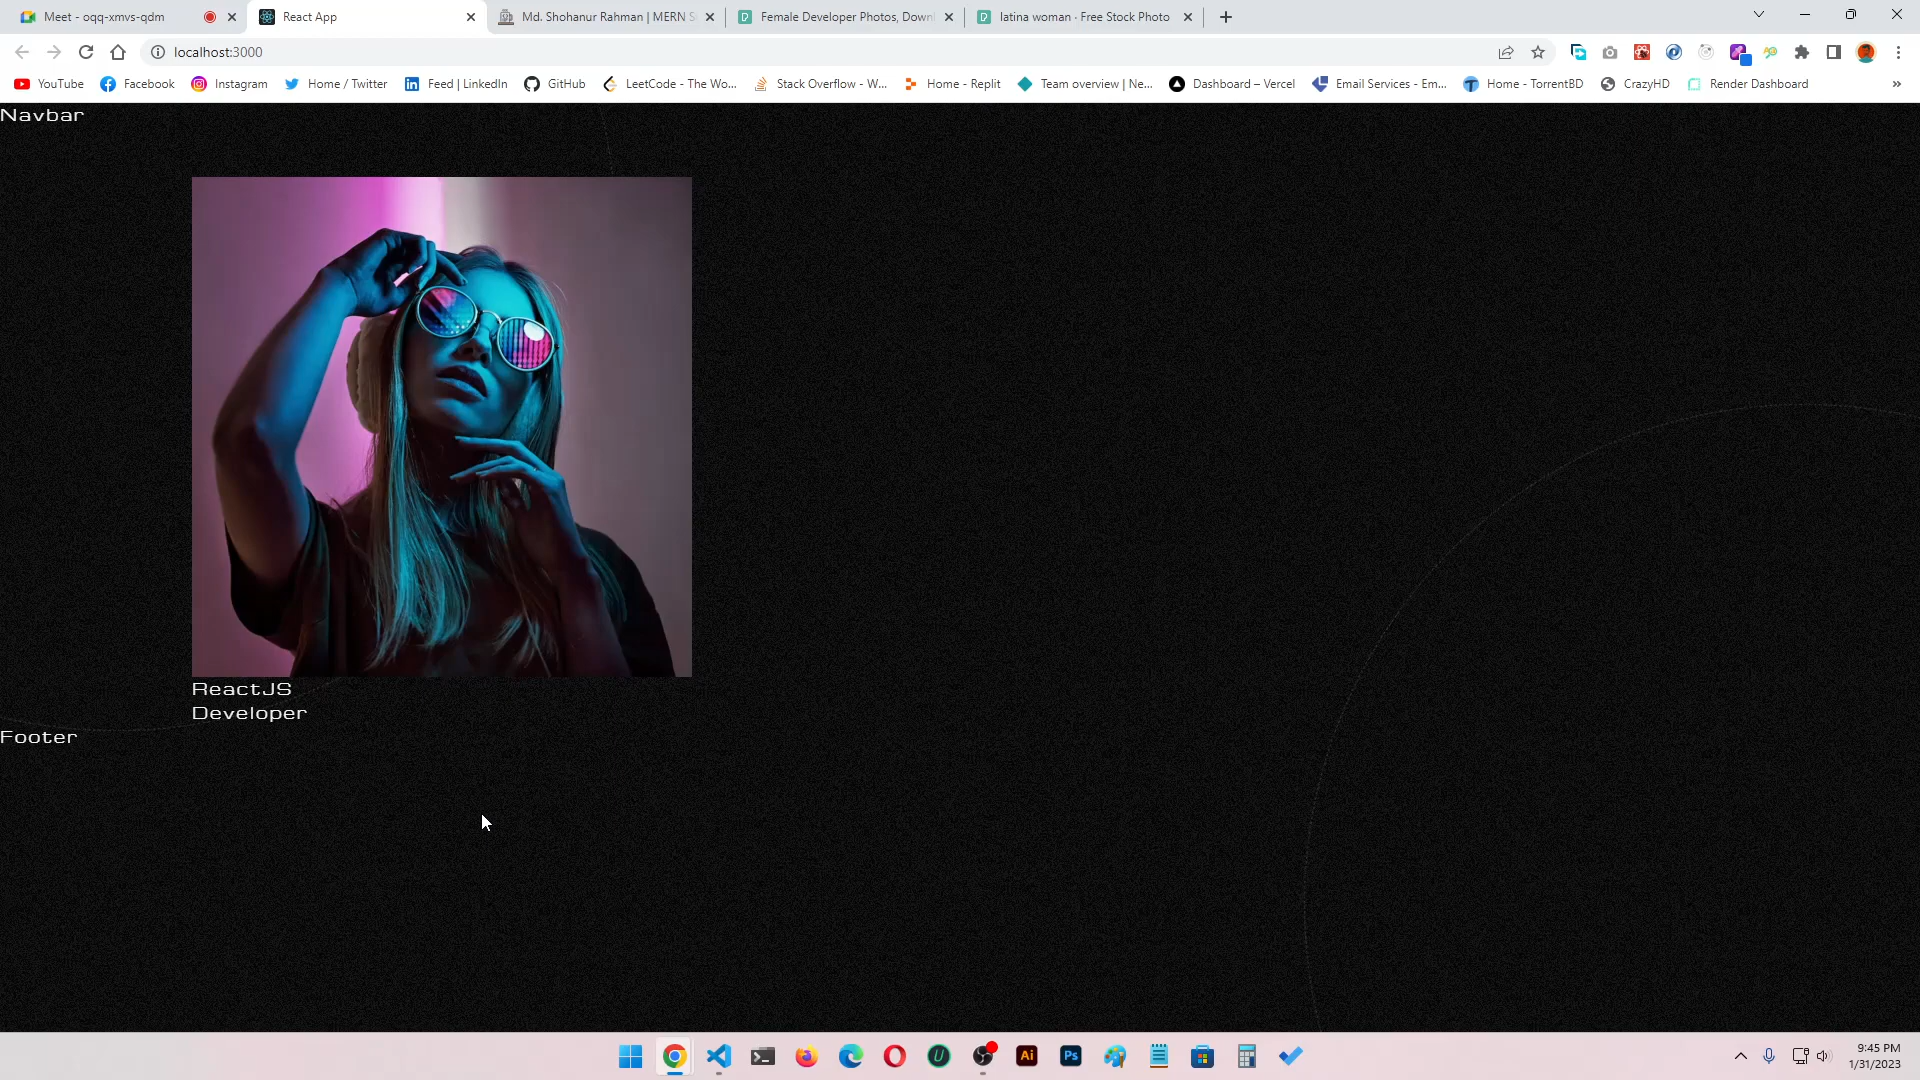 Meet - oqq-xmvs-qdm
React App
Md. Shohanur Rahman | MERN S
Female Developer Photos, Downl
latina woman · Free Stock Photo
localhost:3000
YouTube
Facebook
Instagram
Home / Twitter
Feed | LinkedIn
GitHub
LeetCode - The Wo...
Stack Overflow - W...
Home - Replit
Team overview | Ne...
Dashboard – Vercel
Email Services - Em...
Home - TorrentBD
CrazyHD
Render Dashboard
Navbar
ReactJS
Developer
Footer
Ai
Ps
9:45 PM
1/31/2023